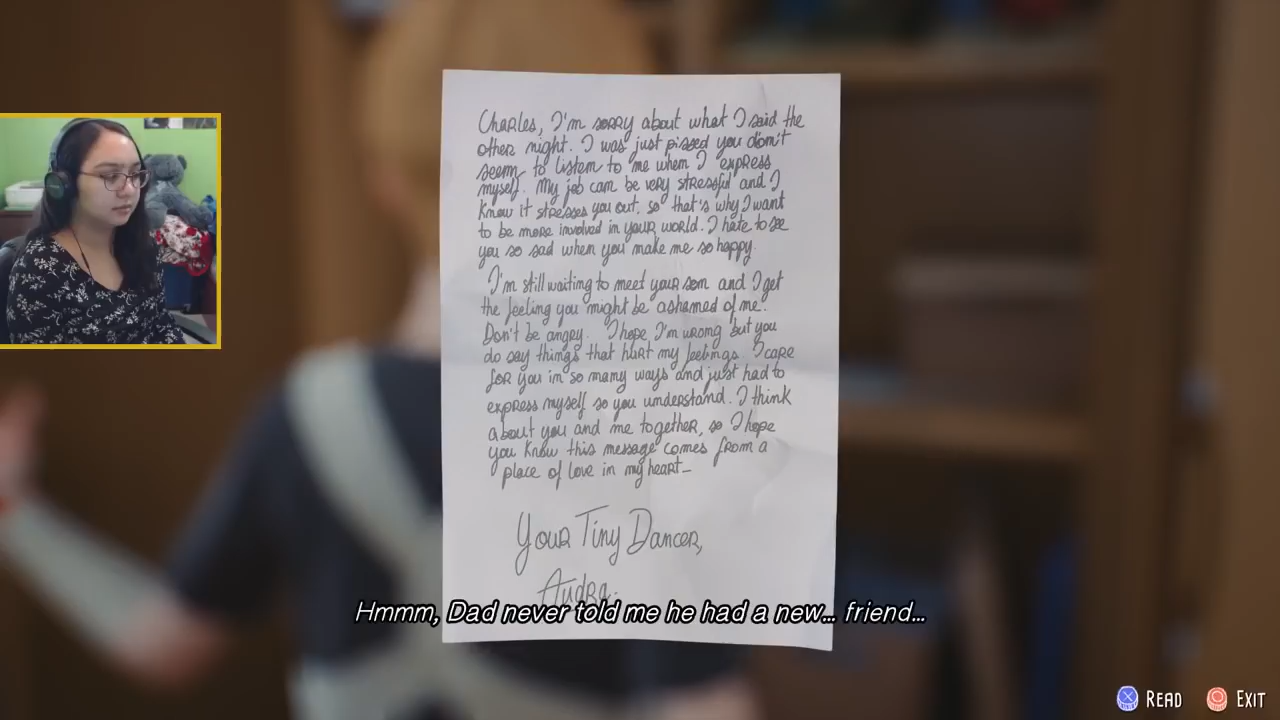 Charles, I'm sorry about what I said the
other night. I was just pissed you don't
seem to listen to me when I express
myself. My job can be very stressful and I
know it stresses you out, so that's why I want
to be more involved in your world. I hate to see
you so sad when you make me so happy.
I'm still waiting to meet your son and I get
the feeling you might be ashamed of me.
Don't be angry. I hope I'm wrong but you
do say things that hurt my feelings. I care
for you in so many ways and just had to
express myself so you understand. I think
about you and me together, so I hope
you know this message comes from a
place of love in my heart_
Your Tiny Dancer,
Audra.
Hmmm, Dad never told me he had a new... friend...
READ EXIT